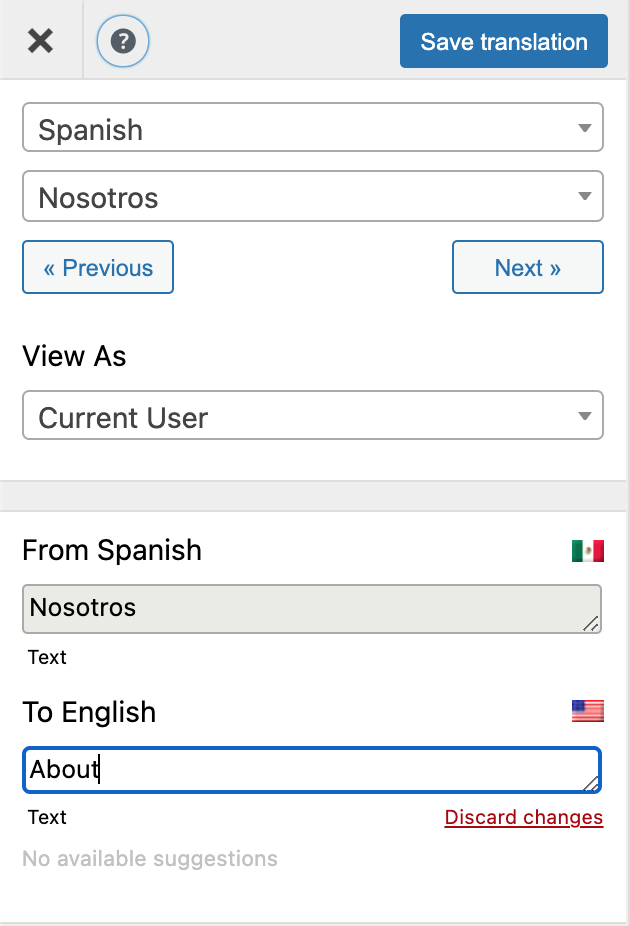 Save translation
Spanish
Nosotros
« Previous
Next »
View As
Current User
From Spanish
Nosotros
Text
To English
About
Text
Discard changes
No available suggestions